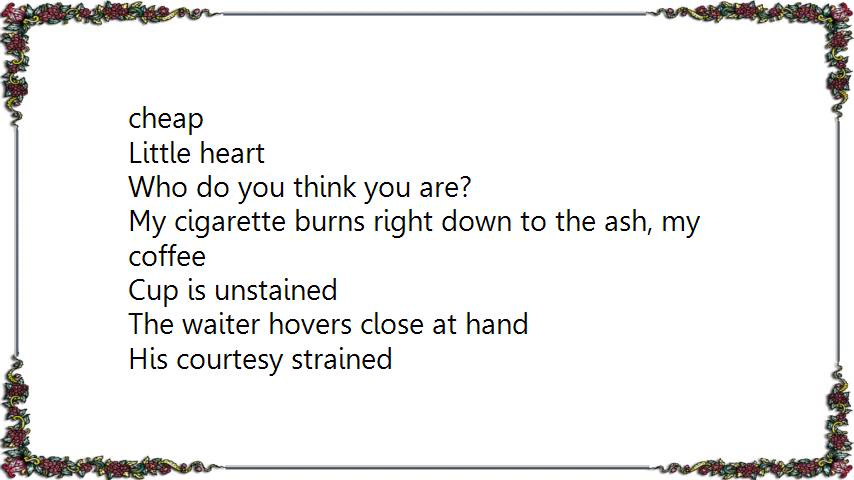 cheap
Little heart
Who do you think you are?
My cigarette burns right down to the ash, my
coffee
Cup is unstained
The waiter hovers close at hand
His courtesy strained